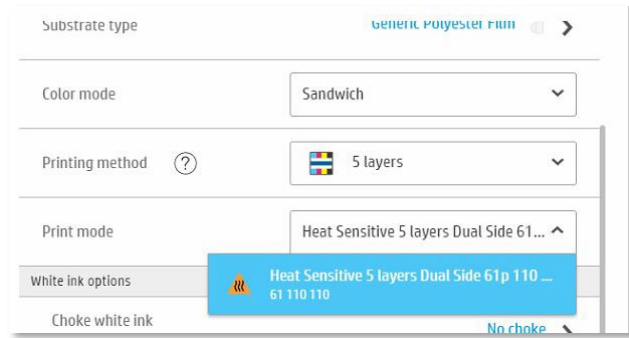 Substrate type Generic Polyester Film
Color mode Sandwich
Printing method ? 5 layers
Print mode Heat Sensitive 5 layers Dual Side 61...
White ink options Heat Sensitive 5 layers Dual Side 61p 110 ...
61 110 110
Choke white ink No choke